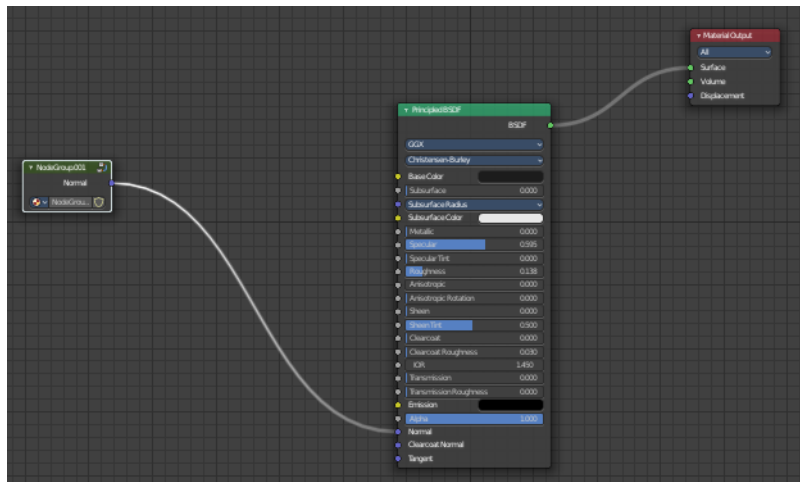 Material Output
All
Surface
Volume
Displacement
Principled BSDF
BSDF
GGX
Christensen-Burley
Base Color
Subsurface 0.000
Subsurface Radius
Subsurface Color
Metallic 0.000
Specular 0.595
Specular Tint 0.000
Roughness 0.138
Anisotropic 0.000
Anisotropic Rotation 0.000
Sheen 0.000
Sheen Tint 0.500
Clearcoat 0.000
Clearcoat Roughness 0.030
IOR 1.450
Transmission 0.000
Transmission Roughness 0.000
Emission
Alpha 1.000
Normal
Clearcoat Normal
Tangent
NodeGroup.001
Normal
NodeGrou...